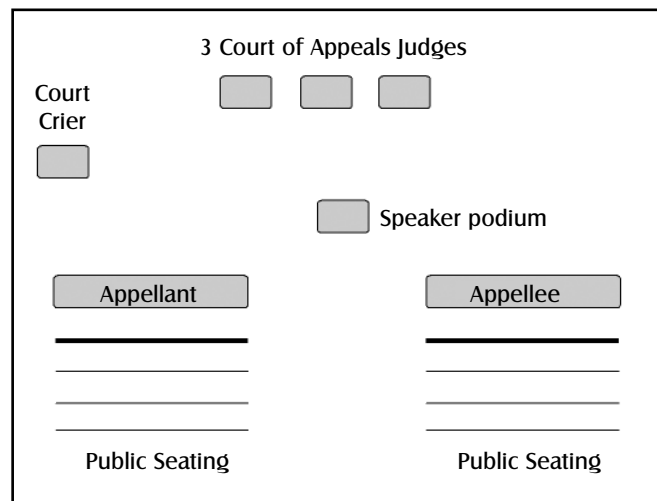 3 Court of Appeals Judges
Court
Crier
Speaker podium
Appellant
Appellee
Public Seating
Public Seating